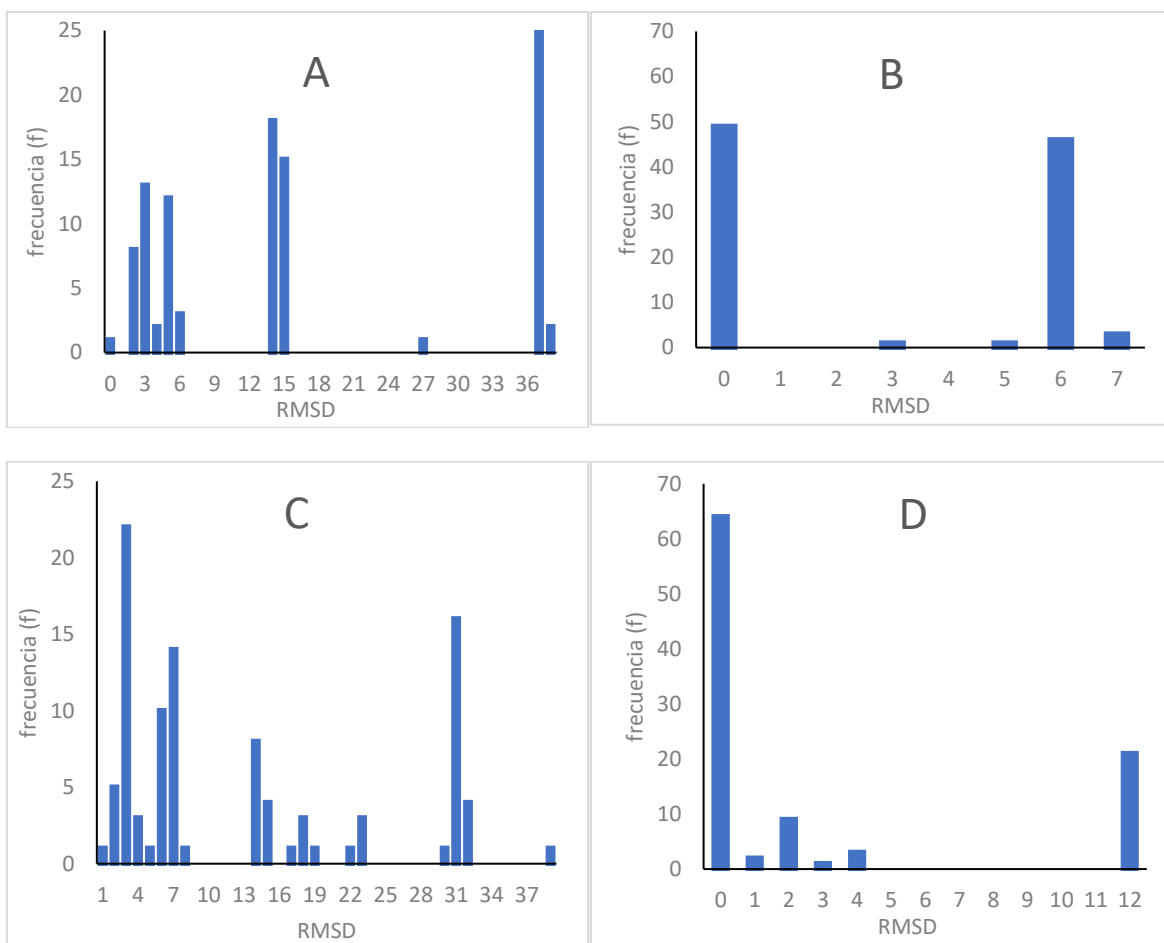 A
25
20
15
10
5
0
frecuencia (f)
0 3 6 9 12 15 18 21 24 27 30 33 36
RMSD
B
70
60
50
40
30
20
10
0
frecuencia (f)
0 1 2 3 4 5 6 7
RMSD
C
25
20
15
10
5
0
frecuencia (f)
1 4 7 10 13 16 19 22 25 28 31 34 37
RMSD
D
70
60
50
40
30
20
10
0
frecuencia (f)
0 1 2 3 4 5 6 7 8 9 10 11 12
RMSD